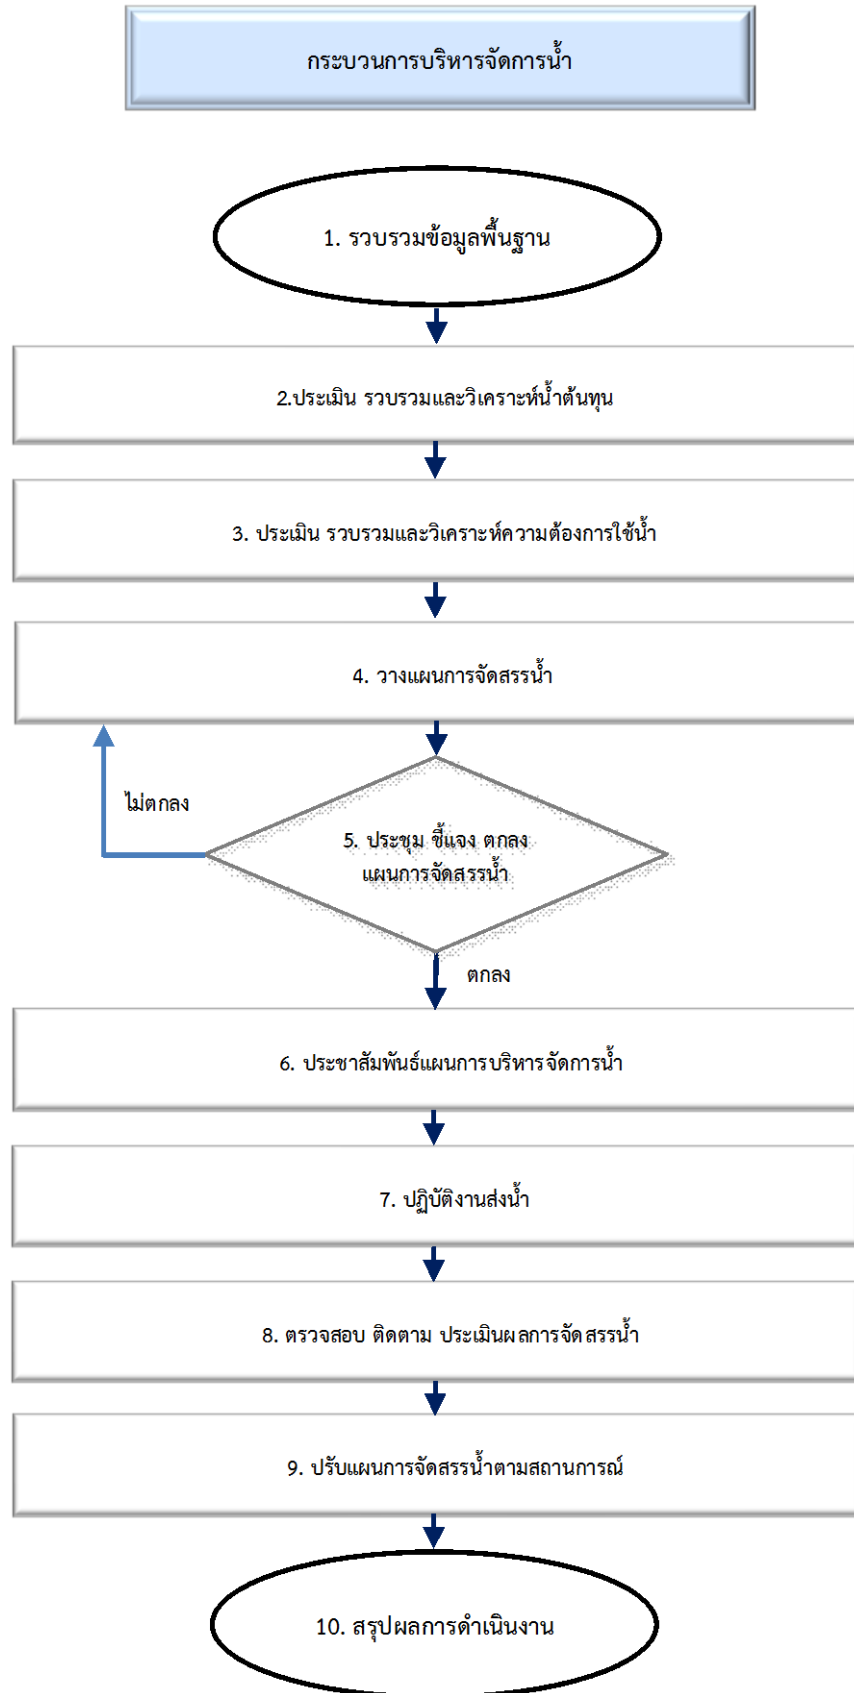 กระบวนการบริหารจัดการน้ำ
1. รวบรวมข้อมูลพื้นฐาน
2.ประเมิน รวบรวมและวิเคราะห์น้ำต้นทุน
3. ประเมิน รวบรวมและวิเคราะห์ความต้องการใช้น้ำ
4. วางแผนการจัดสรรน้ำ
ไม่ตกลง
5. ประชุม ชี้แจง ตกลง
แผนการจัดสรรน้ำ
ตกลง
6. ประชาสัมพันธ์แผนการบริหารจัดการน้ำ
7. ปฏิบัติงานส่งน้ำ
8. ตรวจสอบ ติดตาม ประเมินผลการจัดสรรน้ำ
9. ปรับแผนการจัดสรรน้ำตามสถานการณ์
10. สรุปผลการดำเนินงาน